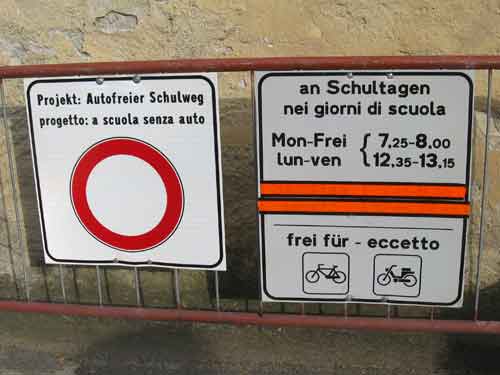 Projekt: Autofreier Schulweg
progetto: a scuola senza auto
an Schultagen
nei giorni di scuola
Mon-Frei { 7,25-8,00
lun-ven 12,35-13,15
frei für - eccetto